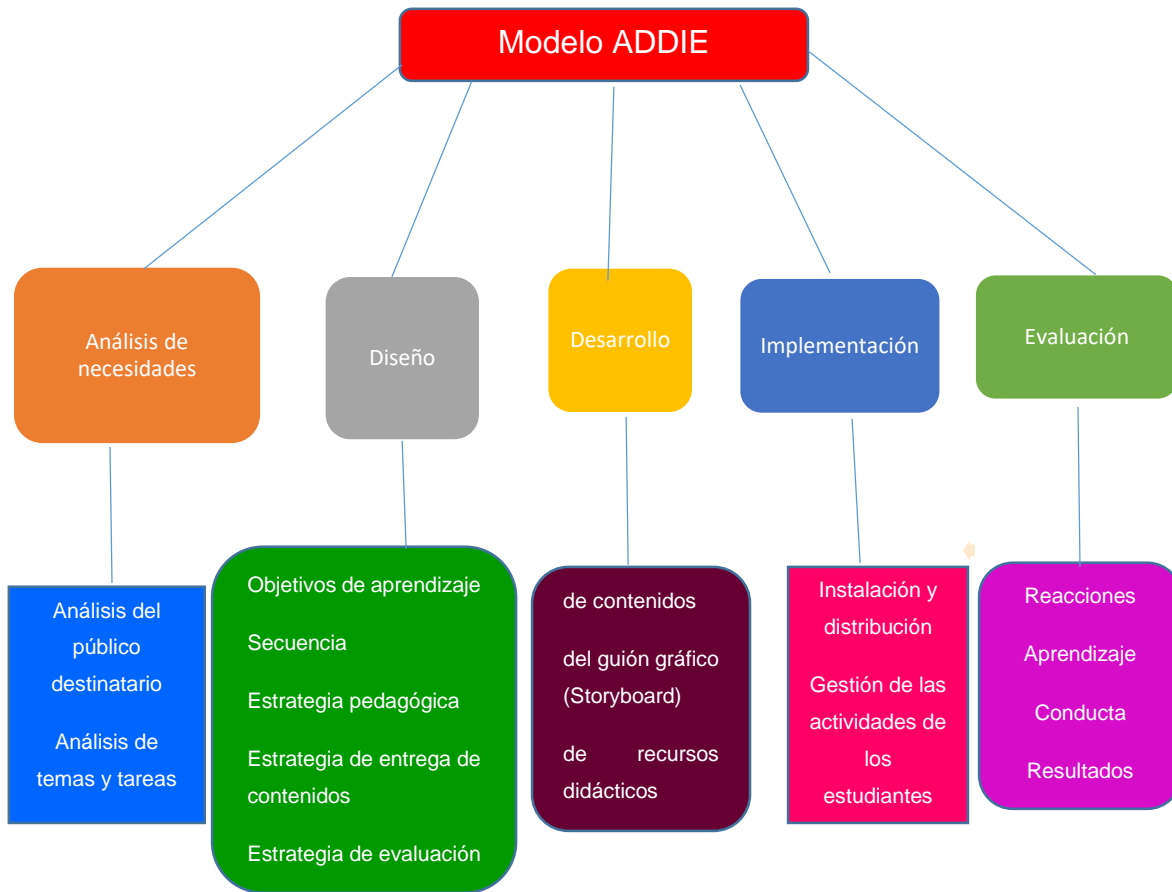 Modelo ADDIE
Análisis de
necesidades
Diseño
Desarrollo
Implementación
Evaluación
Análisis del
público
destinatario
Análisis de
temas y tareas
Objetivos de aprendizaje
Secuencia
Estrategia pedagógica
Estrategia de entrega de
contenidos
Estrategia de evaluación
de contenidos
del guión gráfico
(Storyboard)
de recursos
didácticos
Instalación y
distribución
Gestión de las
actividades de
los
estudiantes
Reacciones
Aprendizaje
Conducta
Resultados